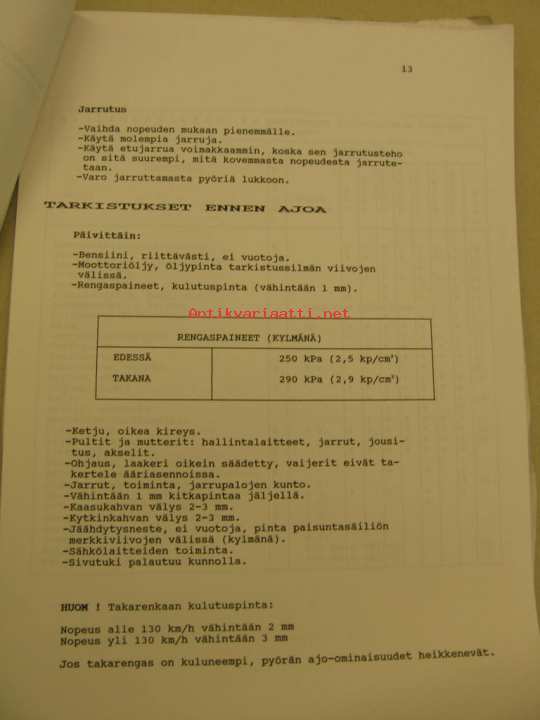 13
Jarrutus
-Vaihda nopeuden mukaan pienemmälle.
-Käytä molempia jarruja.
-Käytä etujarrua voimakkaammin, koska sen jarrutusteho
on sitä suurempi, mitä kovemmasta nopeudesta jarrute-
taan.
-Varo jarruttamasta pyöriä lukkoon.
TARKISTUKSET ENNEN AJOA
Päivittäin:
-Bensiini, riittävästi, ei vuotoja.
-Moottoriöljy, öljypinta tarkistussilmän viivojen
välissä.
-Rengaspaineet, kulutuspinta (vähintään 1 mm).
Antikvariaatti.net
RENGASPAINEET (KYLMÄNÄ)
EDESSÄ 250 kPa (2,5 kp/cm²)
TAKANA 290 kPa (2,9 kp/cm²)
-Ketju, oikea kireys.
-Pultit ja mutterit: hallintalaitteet, jarrut, jousi-
tus, akselit.
-Ohjaus, laakeri oikein säädetty, vaijerit eivät ta-
kertele ääriasennoissa.
-Jarrut, toiminta, jarrupalojen kunto.
-Vähintään 1 mm kitkapintaa jäljellä.
-Kaasukahvan välys 2-3 mm.
-Kytkinkahvan välys 2-3 mm.
-Jäähdytysneste, ei vuotoja, pinta paisuntasäiliön
merkkiviivojen välissä (kylmänä).
-Sähkölaitteiden toiminta.
-Sivutuki palautuu kunnolla.
HUOM ! Takarenkaan kulutuspinta:
Nopeus alle 130 km/h vähintään 2 mm
Nopeus yli 130 km/h vähintään 3 mm
Jos takarengas on kuluneempi, pyörän ajo-ominaisuudet heikkenevät.